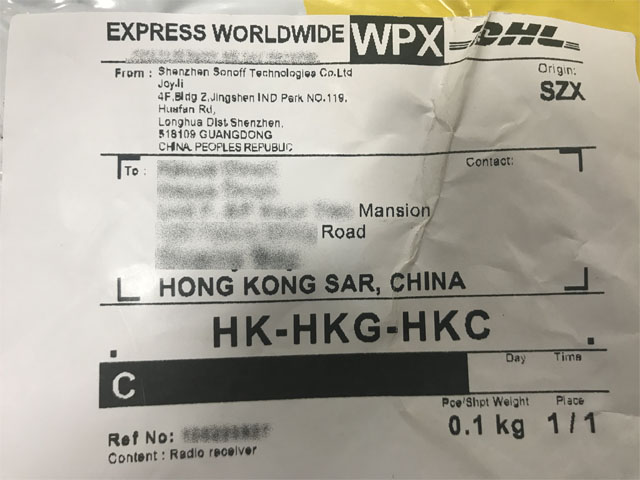 EXPRESS WORLDWIDE WPX DHL
From : Shenzhen Sonoff Technologies Co.Ltd
Origin:
JoyJi
SZX
4F,Bldg 2,Jingshen IND Park NO.119,
Huafan Rd,
Longhua Dist Shenzhen,
518109 GUANGDONG
CHINA, PEOPLES REPUBLIC
To :
Contact:
Mansion
Road
HONG KONG SAR, CHINA
HK-HKG-HKC
Day Time
C
Pce/Shpt Weight Piece
0.1 kg 1/1
Ref No:
Content : Radio receiver